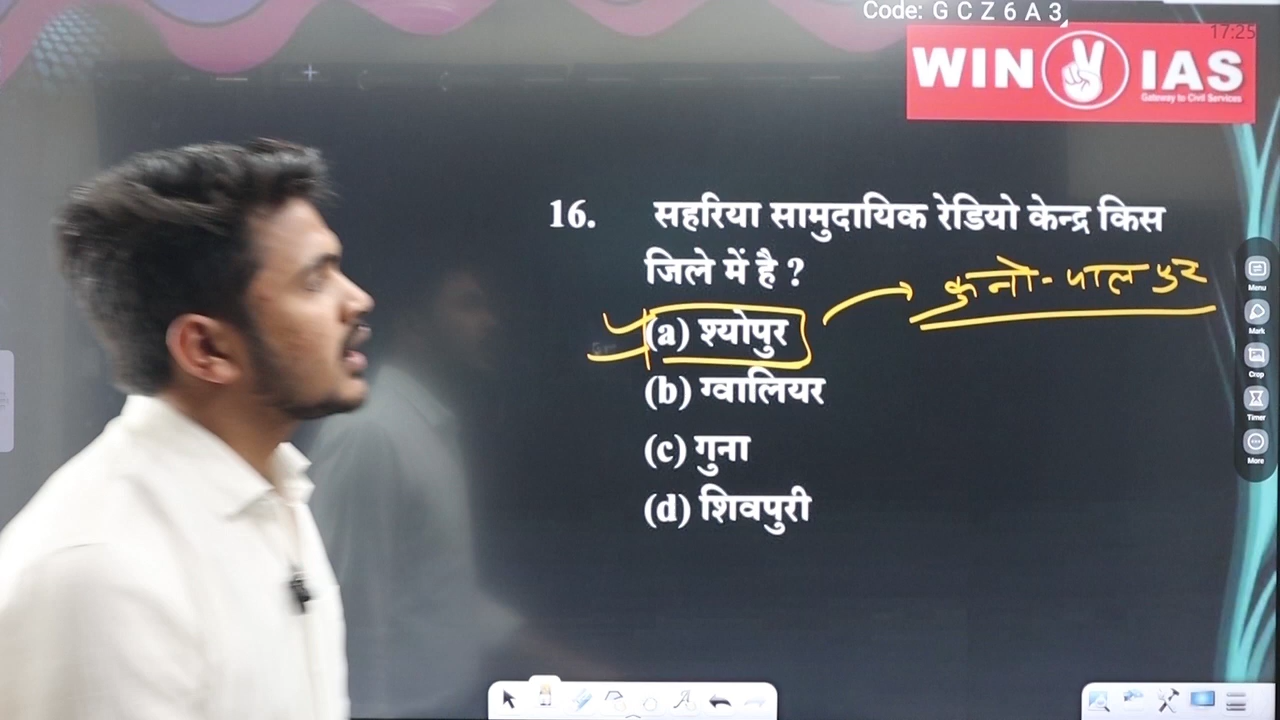 Code: G C Z 6 A 3
17:25
WIN IAS
Gateway to Civil Services
16. सहरिया सामुदायिक रेडियो केन्द्र किस
जिले में है ?
कुनो-पालपुर
(a) श्योपुर
(b) ग्वालियर
(c) गुना
(d) शिवपुरी
Menu
Mark
Crop
Timer
More